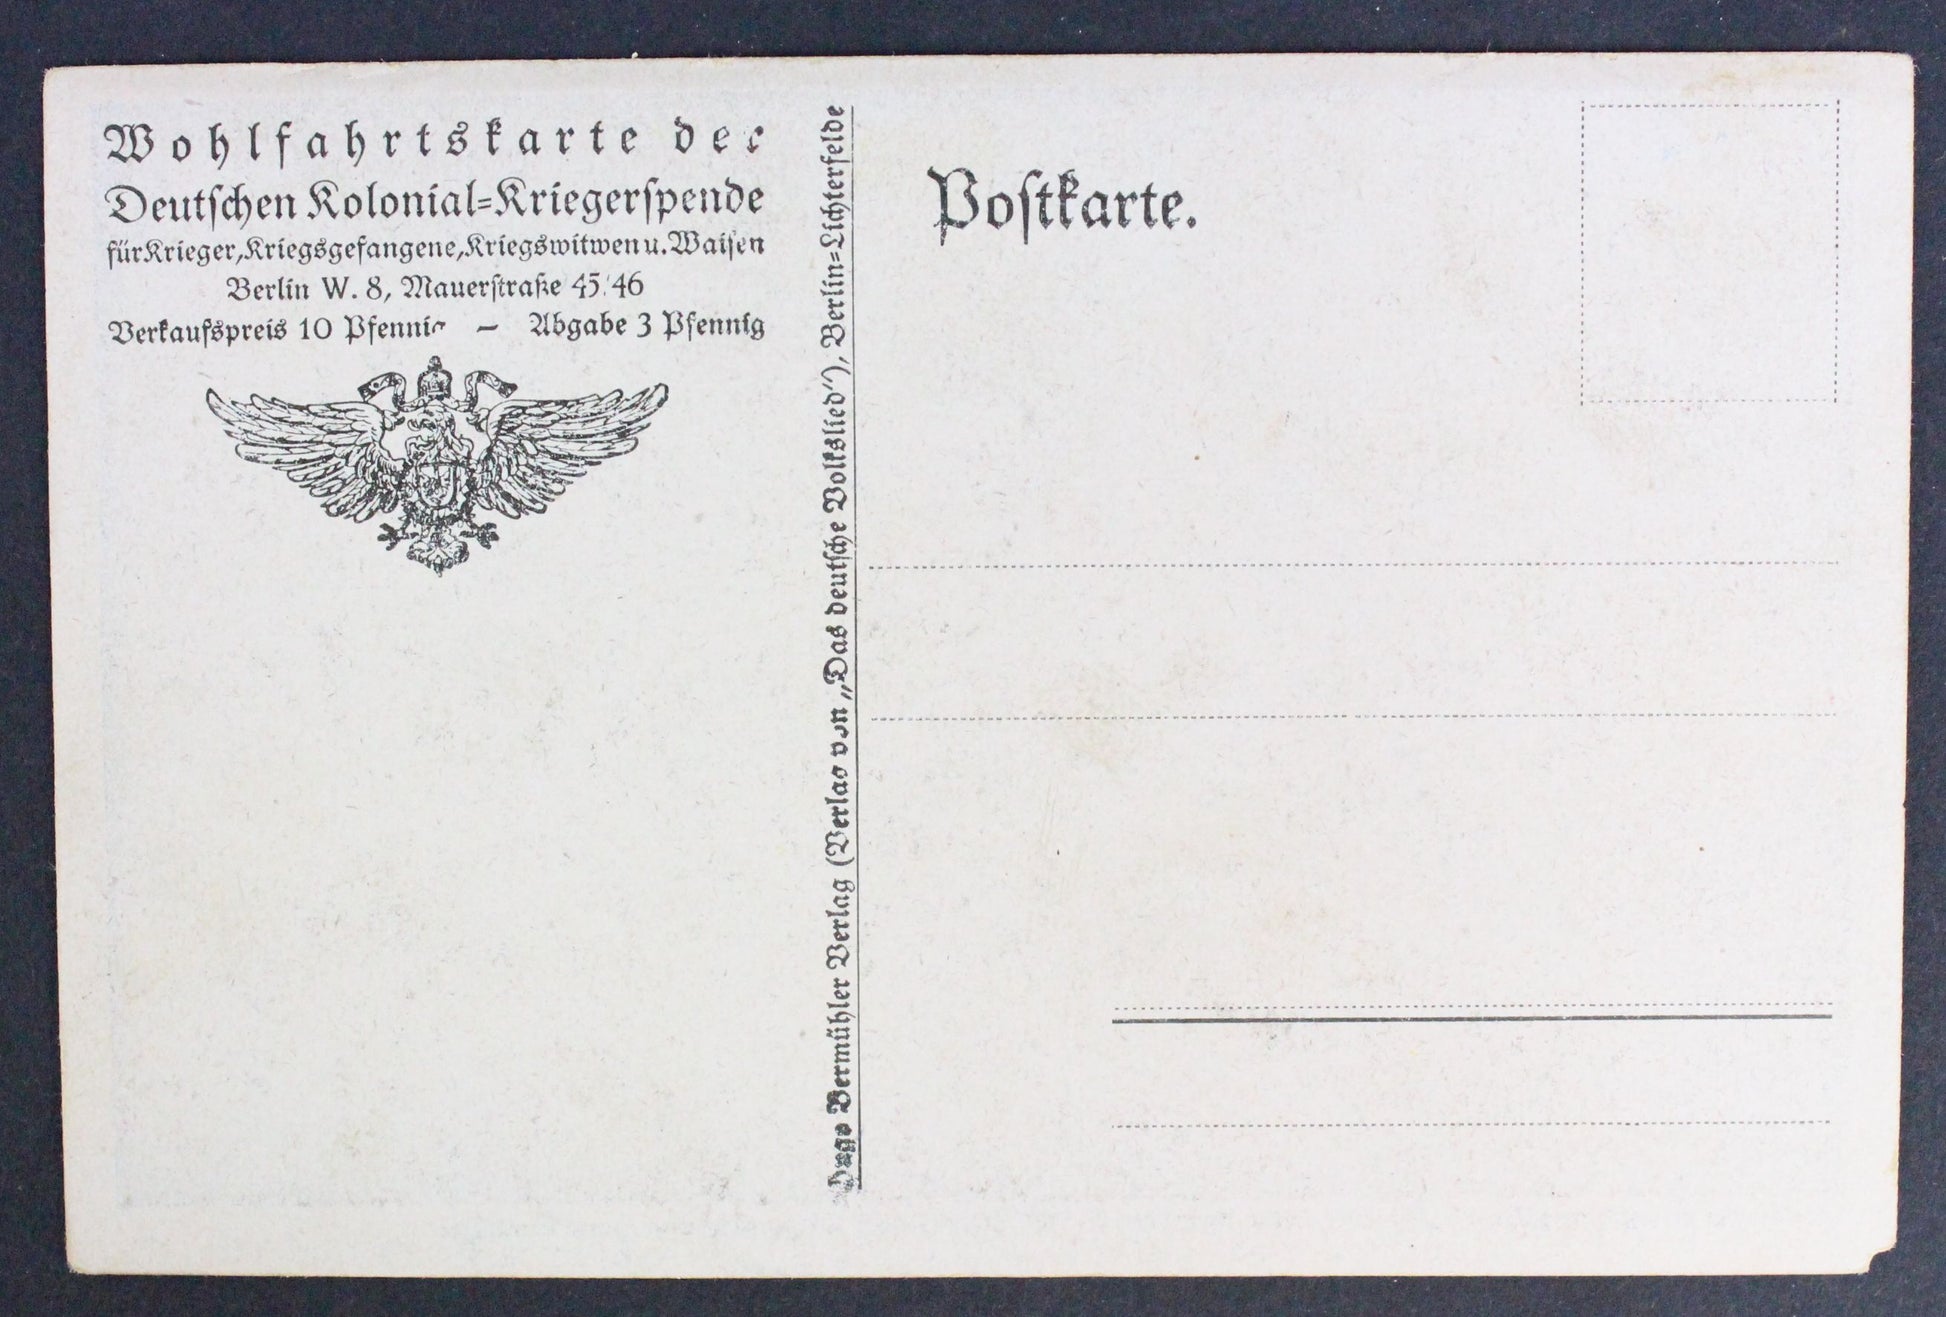 Wohlfahrtskarte der
Deutschen Kolonial=Kriegerspende
für Krieger, Kriegsgefangene, Kriegswitwen u. Waisen
Berlin W. 8, Mauerstraße 45/46
Verkaufspreis 10 Pfennig — Abgabe 3 Pfennig
Hugo Vermühler Verlag (Verlag von „Das deutsche Volkslied“), Berlin=Lichterfelde
Postkarte.